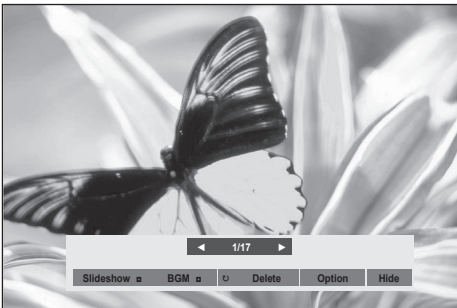 ◄ 1/17 ►
Slideshow ◘ BGM ◘ ↻ Delete Option Hide